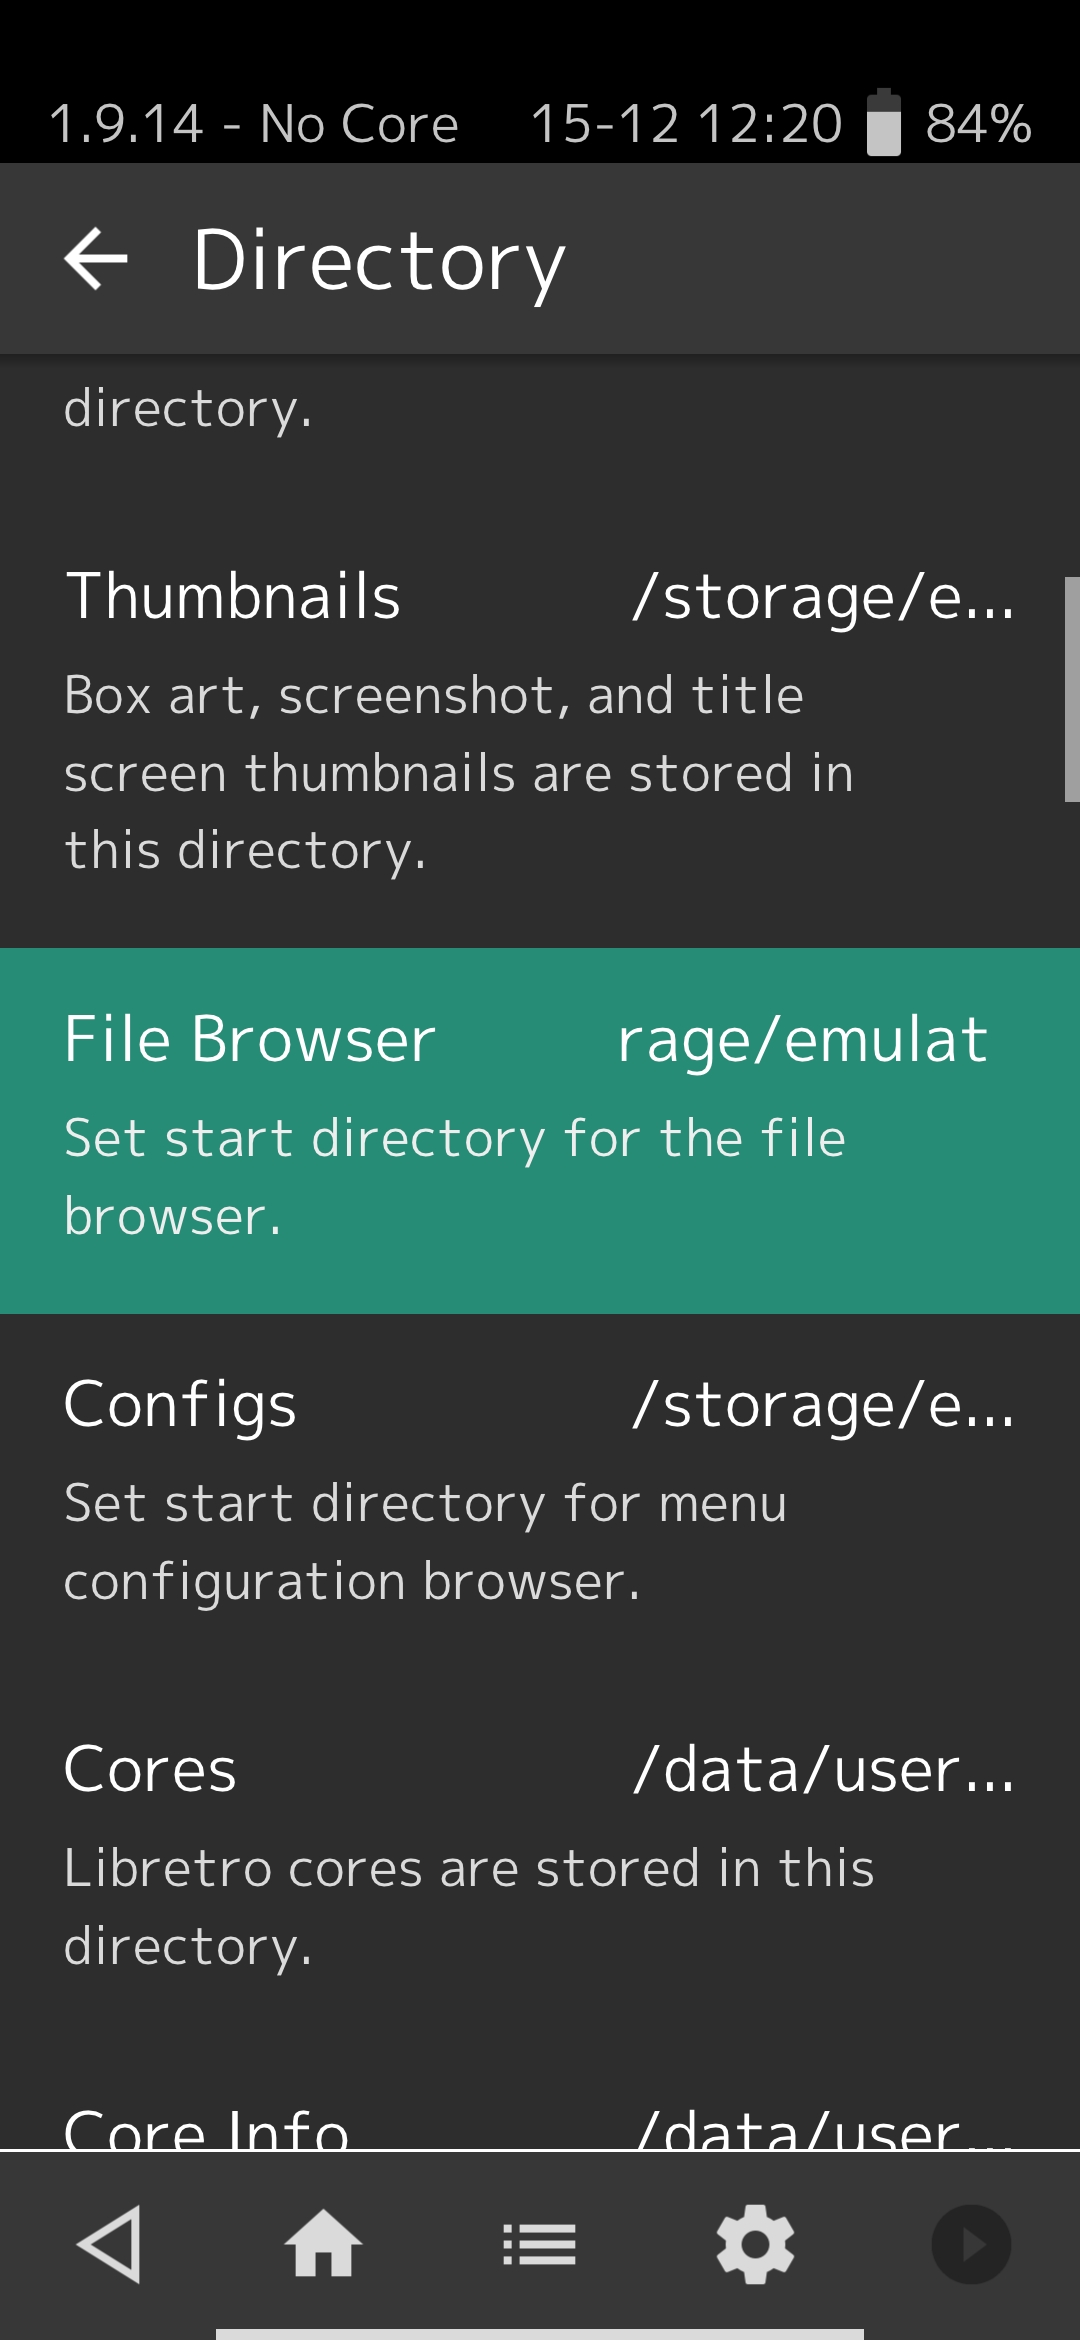 1.9.14 - No Core 15-12 12:20 84%
Directory
directory.
Thumbnails /storage/e...
Box art, screenshot, and title
screen thumbnails are stored in
this directory.
File Browser rage/emulat
Set start directory for the file
browser.
Configs /storage/e...
Set start directory for menu
configuration browser.
Cores /data/user...
Libretro cores are stored in this
directory.
Core Info /data/user...